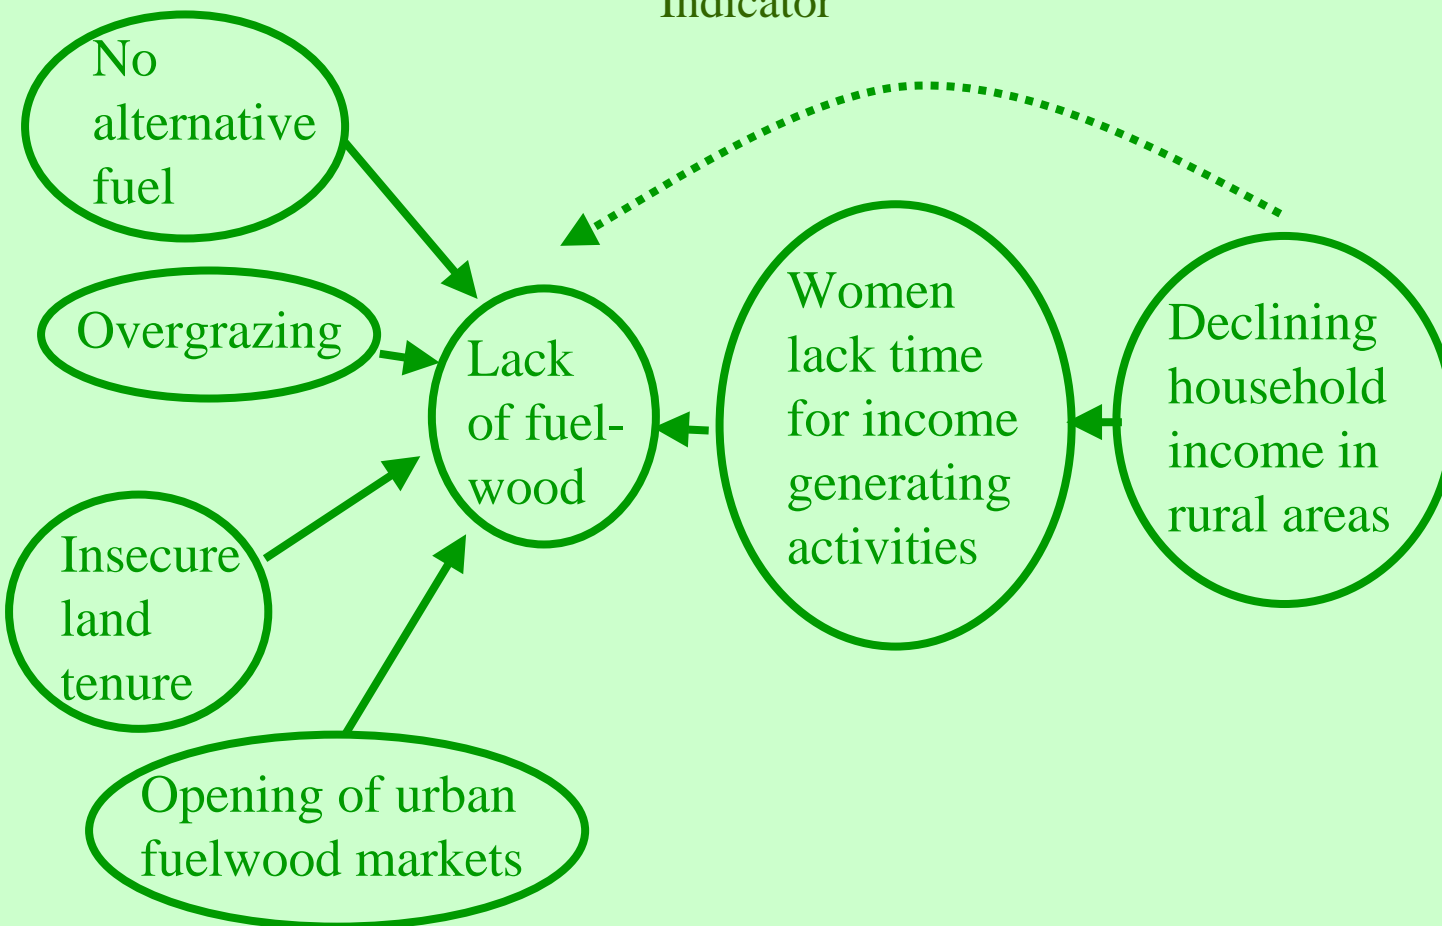 Indicator
No
alternative
fuel
Overgrazing
Lack
of fuel-
wood
Women
lack time
for income
generating
activities
Declining
household
income in
rural areas
Insecure
land
tenure
Opening of urban
fuelwood markets